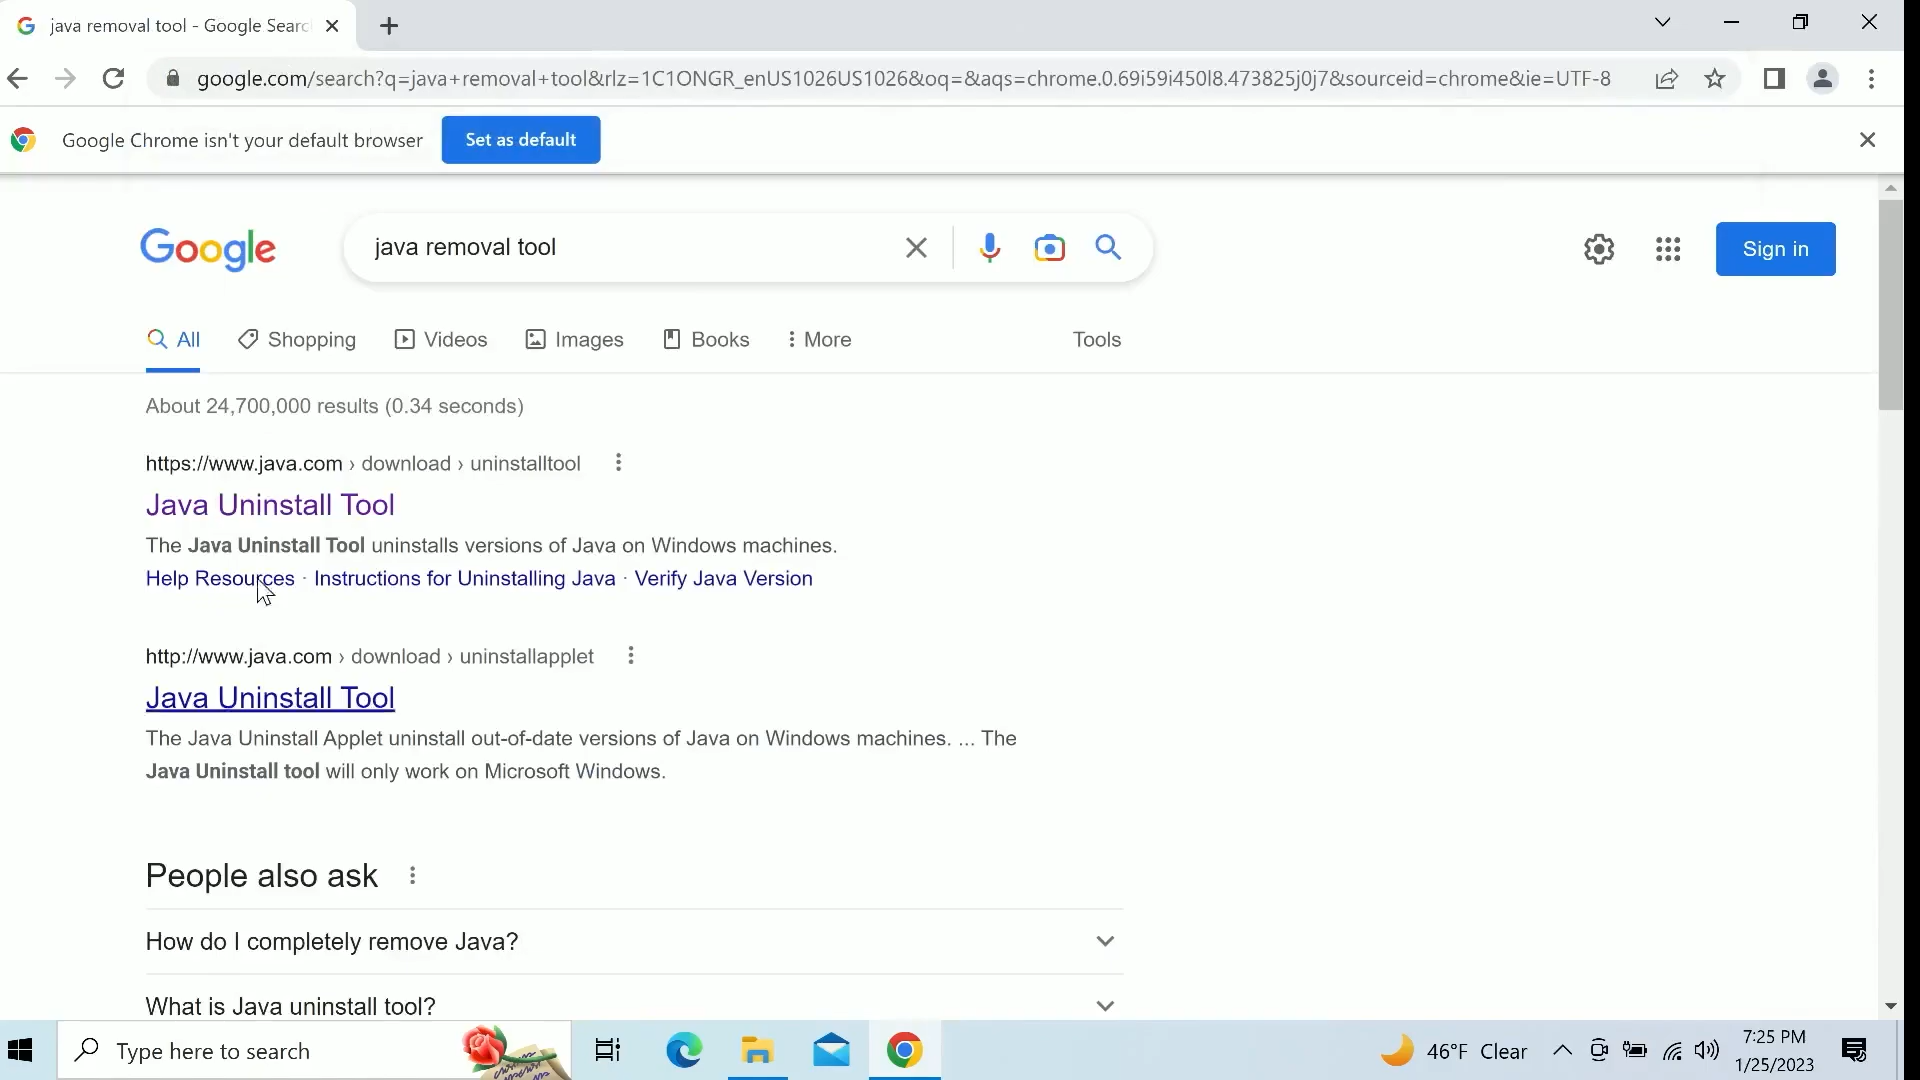 java removal tool - Google Searc
google.com/search?q=java+removal+tool&rlz=1C1ONGR_enUS1026US1026&oq=&aqs=chrome.0.69i59i450l8.473825j0j7&sourceid=chrome&ie=UTF-8
Google Chrome isn't your default browser
Set as default
Google
java removal tool
Sign in
All
Shopping
Videos
Images
Books
More
Tools
About 24,700,000 results (0.34 seconds)
https://www.java.com › download › uninstalltool
Java Uninstall Tool
The Java Uninstall Tool uninstalls versions of Java on Windows machines.
Help Resources · Instructions for Uninstalling Java · Verify Java Version
http://www.java.com › download › uninstallapplet
Java Uninstall Tool
The Java Uninstall Applet uninstall out-of-date versions of Java on Windows machines. ... The
Java Uninstall tool will only work on Microsoft Windows.
People also ask
How do I completely remove Java?
What is Java uninstall tool?
Type here to search
46°F Clear
7:25 PM
1/25/2023